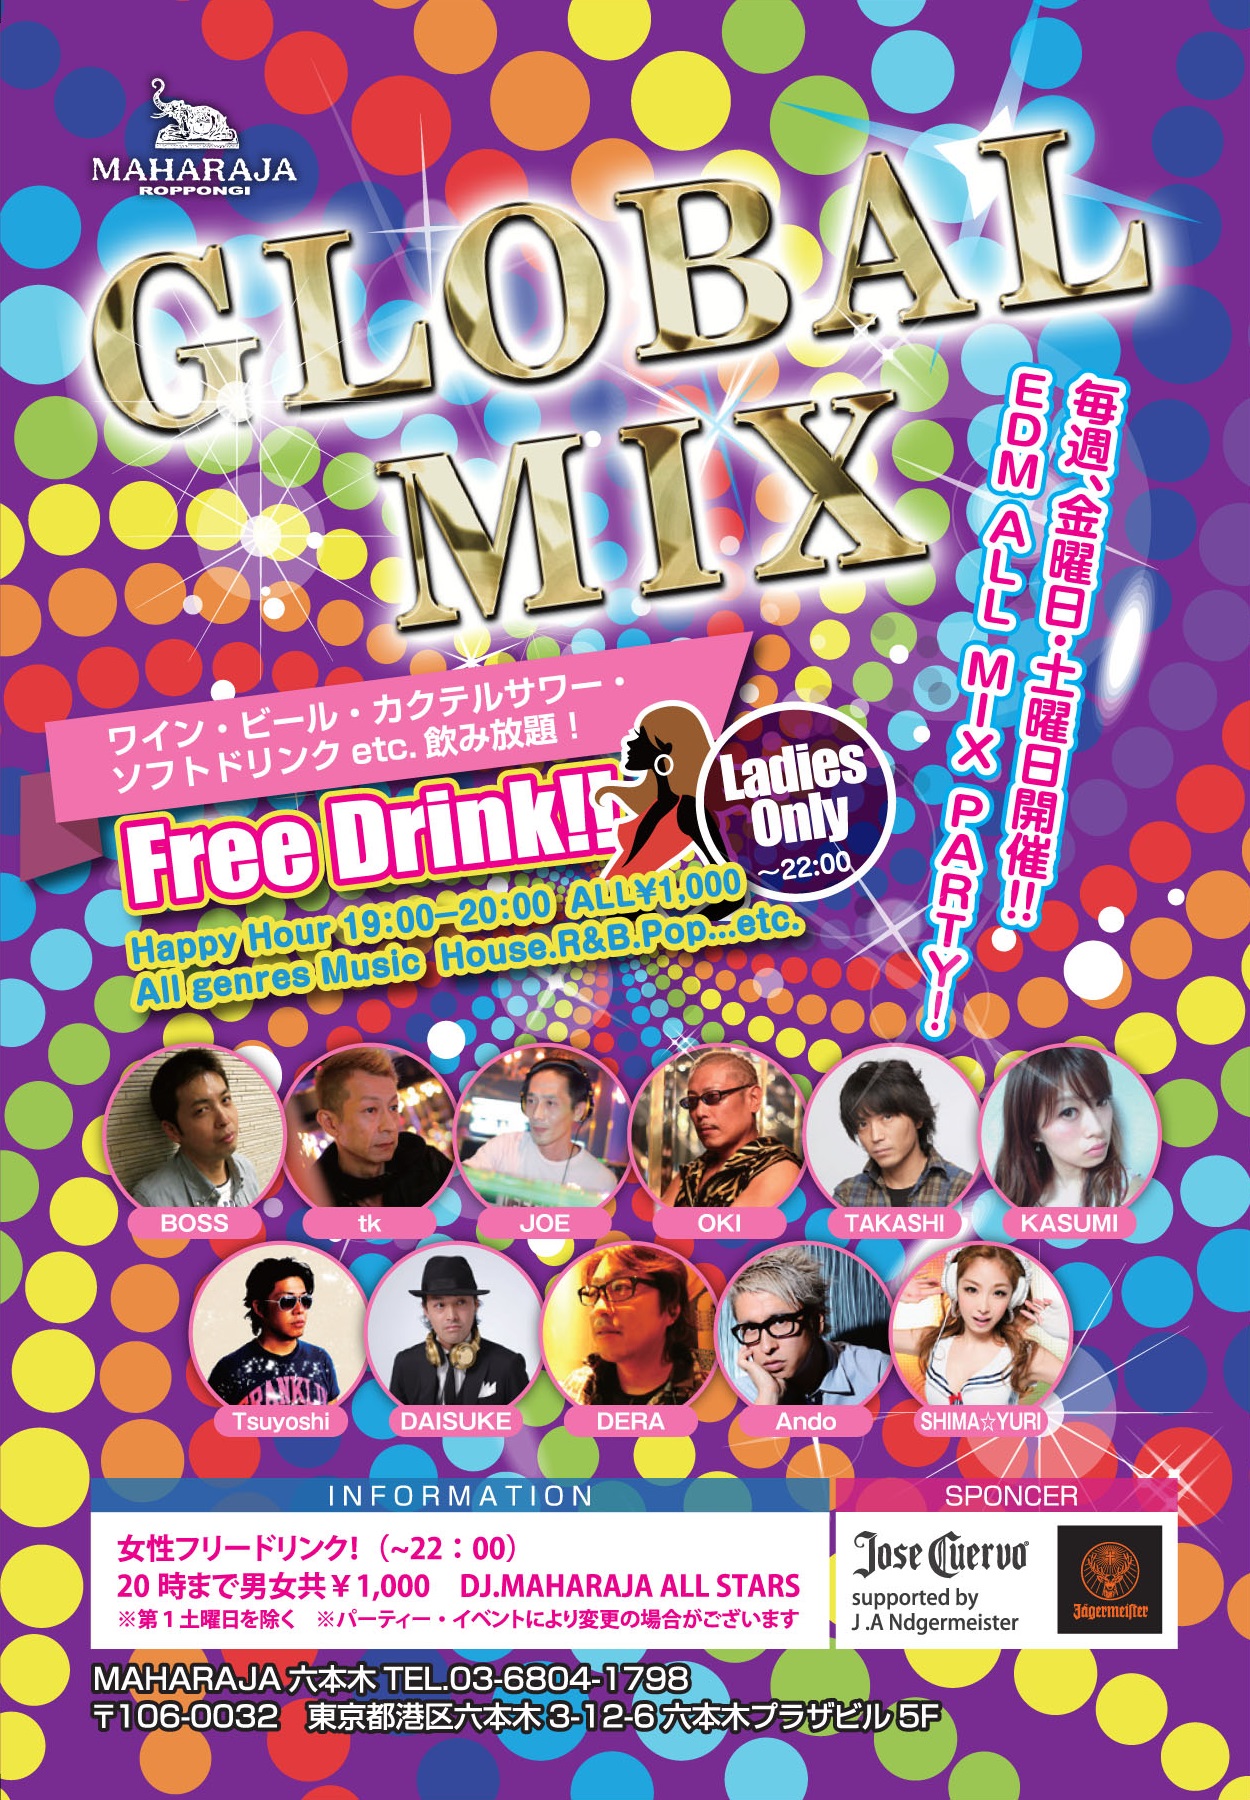 MAHARAJA
ROPPONGI
GLOBAL
MIX
毎週、金曜日・土曜日開催!!
EDM ALL MIX PARTY!
ワイン・ビール・カクテルサワー・
ソフトドリンク etc. 飲み放題！
Free Drink!!
Ladies
Only
～22:00
Happy Hour 19:00-20:00 ALL¥1,000
All genres Music House.R&B.Pop...etc.
BOSS
tk
JOE
OKI
TAKASHI
KASUMI
Tsuyoshi
DAISUKE
DERA
Ando
SHIMA☆YURI
INFORMATION
女性フリードリンク!（~22：00）
20 時まで男女共¥1,000 DJ.MAHARAJA ALL STARS
※第1土曜日を除く ※パーティー・イベントにより変更の場合がございます
SPONCER
Jose Cuervo
supported by
J .A Ndgermeister
Jägermeister
MAHARAJA 六本木 TEL.03-6804-1798
〒106-0032 東京都港区六本木 3-12-6 六本木プラザビル 5F